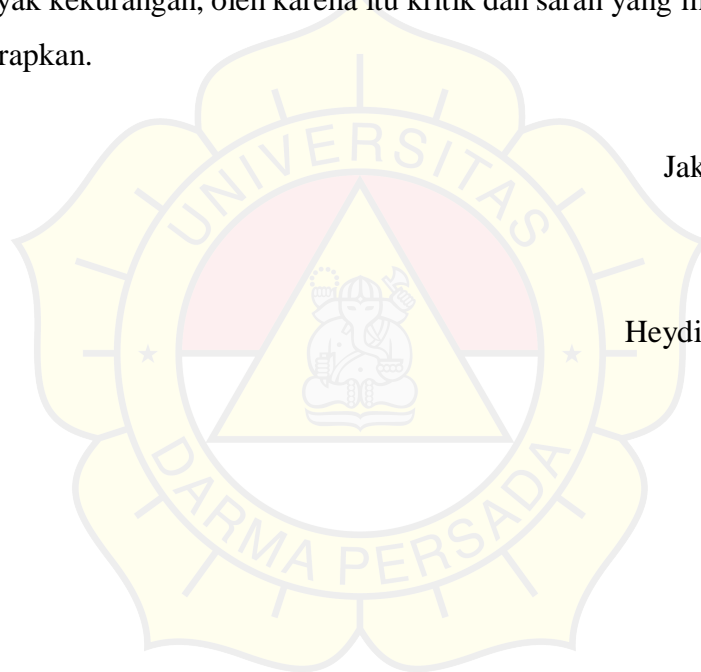 yak kekurangan, oleh karena itu kritik dan saran yang m
rapkan.
UNIVERSITAS
Jak
Heydi
DARMA PERSADA